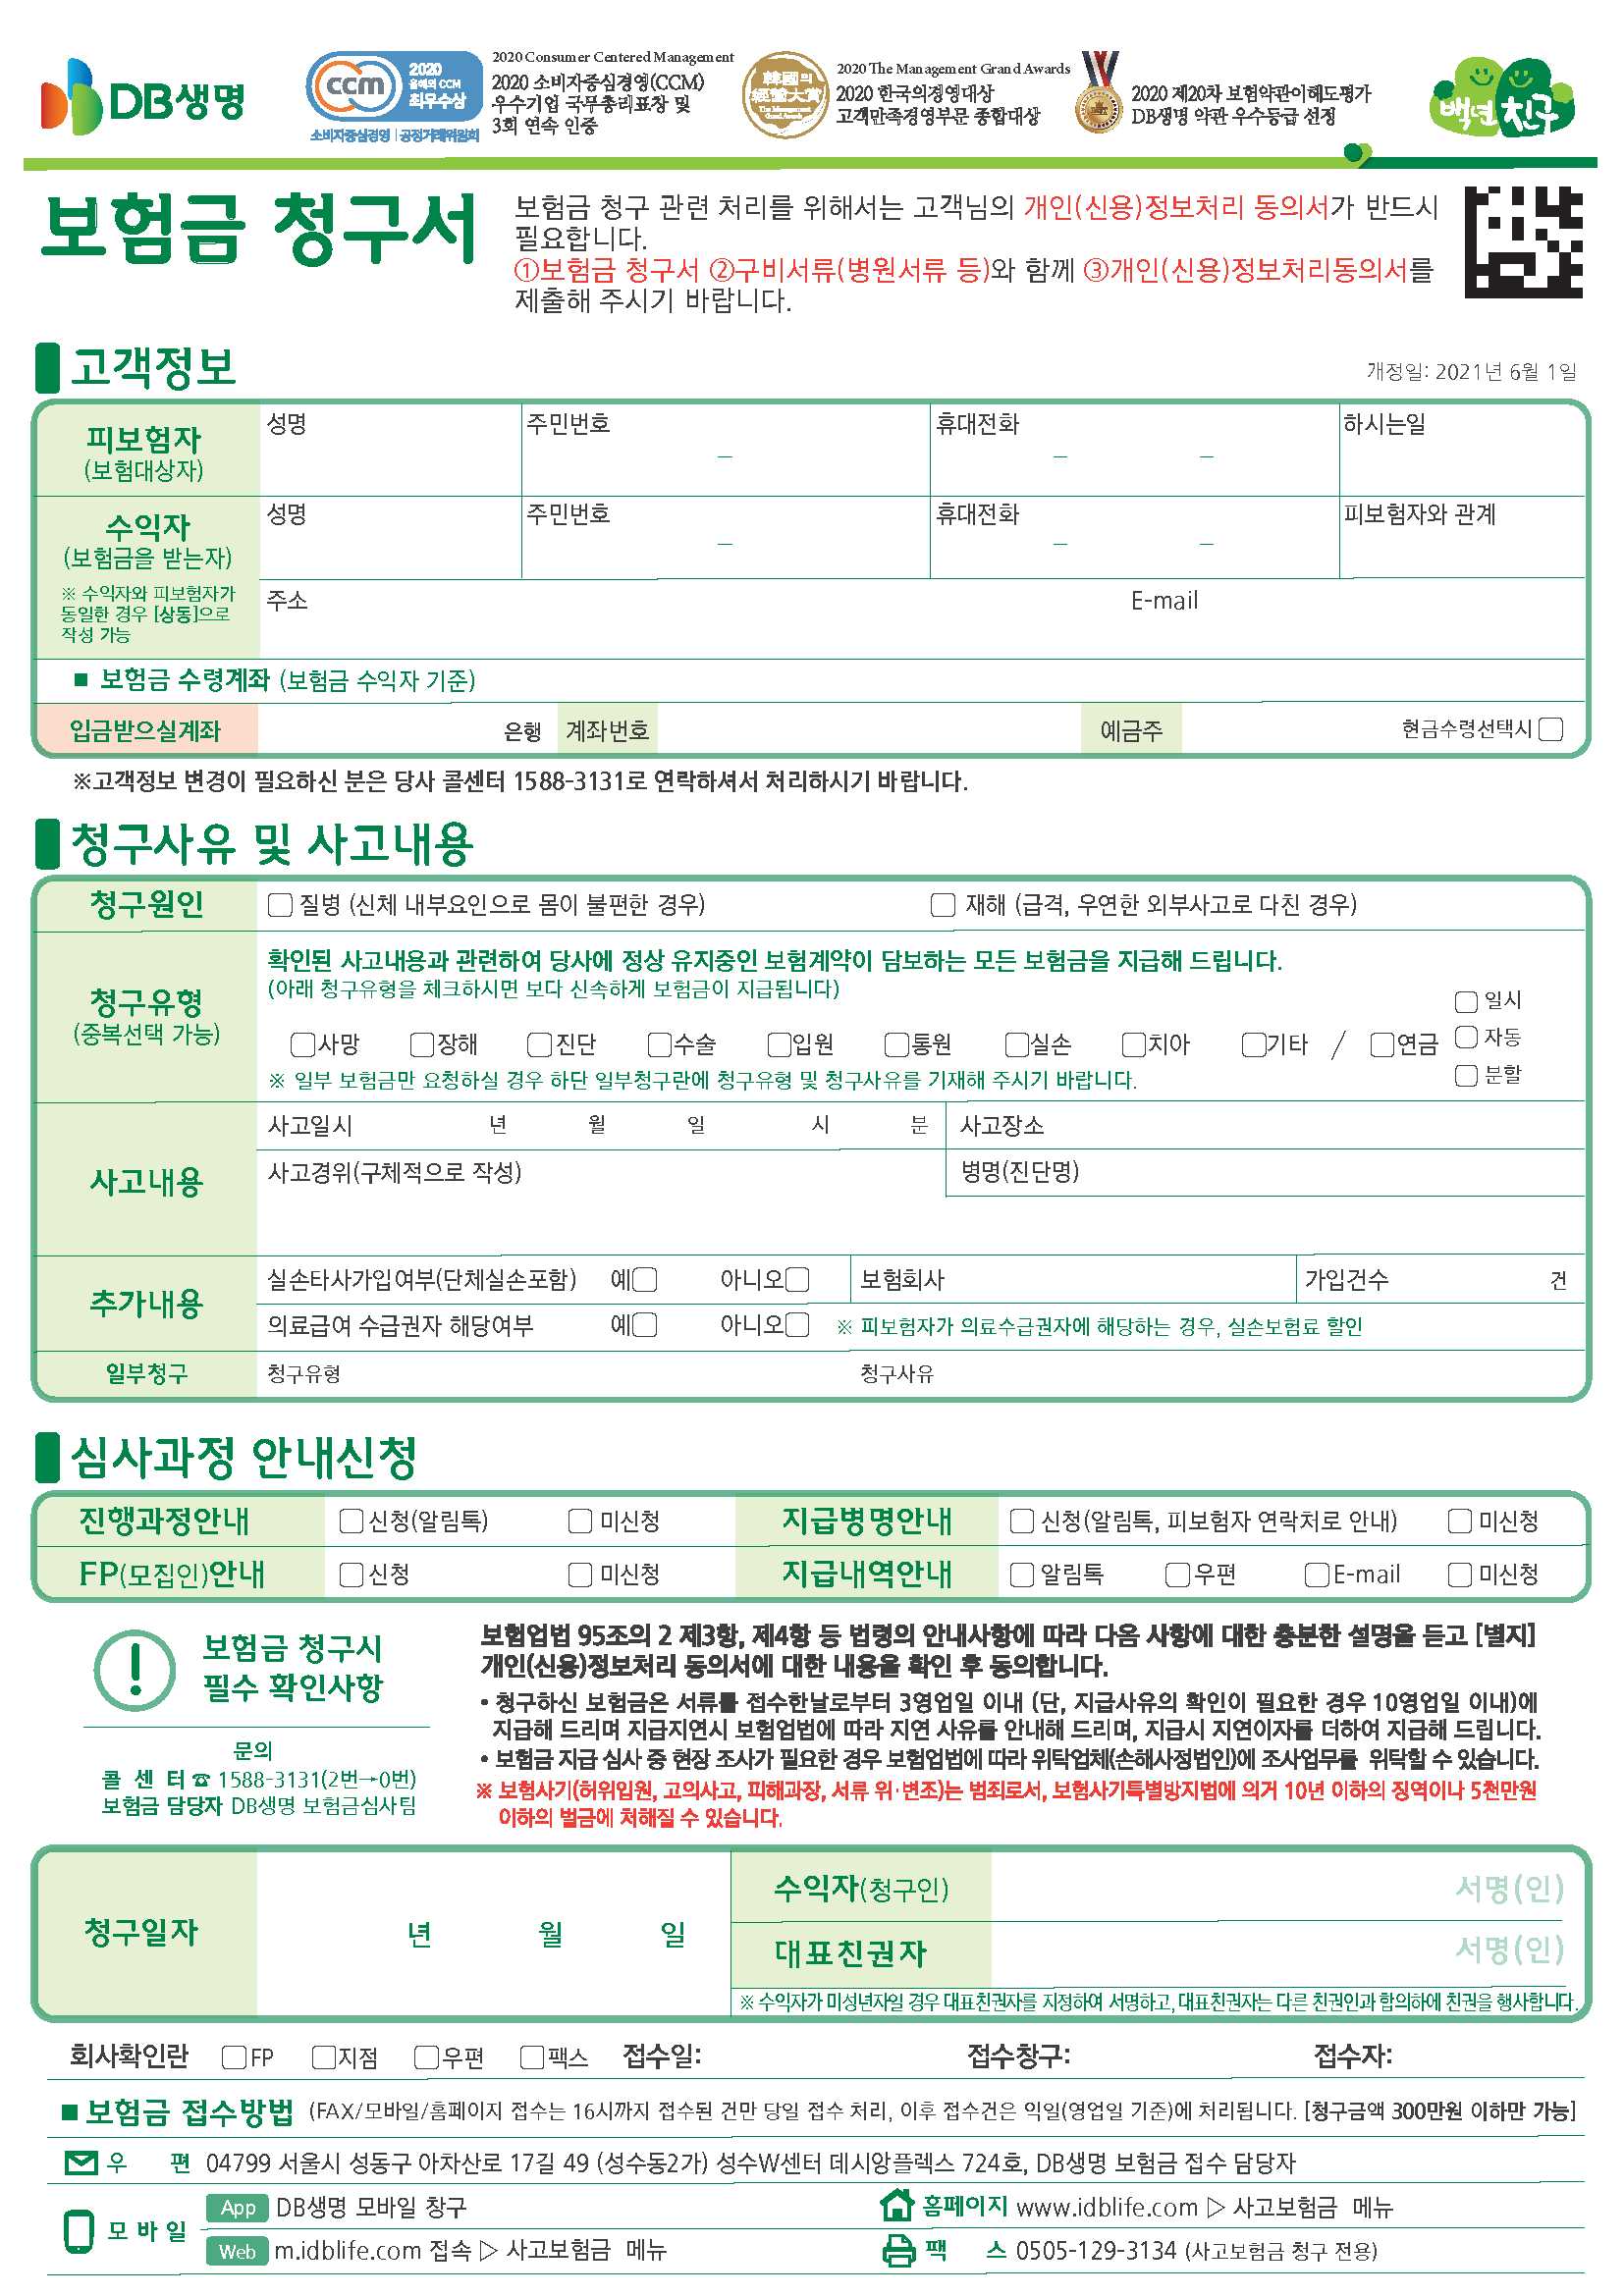 DB생명
ccm
2020
올해의 CCM
최우수상
소비자중심경영 | 공정거래위원회
2020 Consumer Centered Management
2020 소비자중심경영(CCM)
우수기업 국무총리표창 및
3회 연속 인증
韓國의
經營大賞
2020 The Management Grand Awards
2020 한국의경영대상
고객만족경영부문 종합대상
2020 제20차 보험약관이해도평가
DB생명 약관 우수등급 선정
백년친구
보험금 청구서
보험금 청구 관련 처리를 위해서는 고객님의 개인(신용)정보처리 동의서가 반드시
필요합니다.
①보험금 청구서 ②구비서류(병원서류 등)와 함께 ③개인(신용)정보처리동의서를
제출해 주시기 바랍니다.
고객정보
개정일: 2021년 6월 1일
피보험자
(보험대상자)
성명 주민번호 – 휴대전화 – – 하시는일
수익자
(보험금을 받는자)
※ 수익자와 피보험자가
동일한 경우 [상동]으로
작성 가능
성명 주민번호 – 휴대전화 – – 피보험자와 관계
주소 E-mail
■ 보험금 수령계좌 (보험금 수익자 기준)
입금받으실계좌 은행 계좌번호 예금주 현금수령선택시 □
※고객정보 변경이 필요하신 분은 당사 콜센터 1588-3131로 연락하셔서 처리하시기 바랍니다.
청구사유 및 사고내용
청구원인 □ 질병 (신체 내부요인으로 몸이 불편한 경우) □ 재해 (급격, 우연한 외부사고로 다친 경우)
청구유형
(중복선택 가능)
확인된 사고내용과 관련하여 당사에 정상 유지중인 보험계약이 담보하는 모든 보험금을 지급해 드립니다.
(아래 청구유형을 체크하시면 보다 신속하게 보험금이 지급됩니다)
□사망 □장해 □진단 □수술 □입원 □통원 □실손 □치아 □기타 / □연금
□ 일시
□ 자동
□ 분할
※ 일부 보험금만 요청하실 경우 하단 일부청구란에 청구유형 및 청구사유를 기재해 주시기 바랍니다.
사고내용
사고일시 년 월 일 시 분 사고장소
사고경위(구체적으로 작성) 병명(진단명)
추가내용
실손타사가입여부(단체실손포함) 예□ 아니오□ 보험회사 가입건수 건
의료급여 수급권자 해당여부 예□ 아니오□ ※ 피보험자가 의료수급권자에 해당하는 경우, 실손보험료 할인
일부청구 청구유형 청구사유
심사과정 안내신청
진행과정안내 □신청(알림톡) □ 미신청 지급병명안내 □ 신청(알림톡, 피보험자 연락처로 안내) □ 미신청
FP(모집인)안내 □신청 □ 미신청 지급내역안내 □ 알림톡 □우편 □E-mail □ 미신청
보험금 청구시
필수 확인사항
문의
콜 센 터 ☎ 1588-3131(2번→0번)
보험금 담당자 DB생명 보험금심사팀
보험업법 95조의 2 제3항, 제4항 등 법령의 안내사항에 따라 다음 사항에 대한 충분한 설명을 듣고 [별지]
개인(신용)정보처리 동의서에 대한 내용을 확인 후 동의합니다.
• 청구하신 보험금은 서류를 접수한날로부터 3영업일 이내 (단, 지급사유의 확인이 필요한 경우 10영업일 이내)에
지급해 드리며 지급지연시 보험업법에 따라 지연 사유를 안내해 드리며, 지급시 지연이자를 더하여 지급해 드립니다.
• 보험금 지급 심사 중 현장 조사가 필요한 경우 보험업법에 따라 위탁업체(손해사정법인)에 조사업무를 위탁할 수 있습니다.
※ 보험사기(허위입원, 고의사고, 피해과장, 서류 위·변조)는 범죄로서, 보험사기특별방지법에 의거 10년 이하의 징역이나 5천만원
이하의 벌금에 처해질 수 있습니다.
청구일자 년 월 일
수익자(청구인) 서명(인)
대표친권자 서명(인)
※ 수익자가 미성년자일 경우 대표친권자를 지정하여 서명하고, 대표친권자는 다른 친권인과 합의하에 친권을 행사합니다.
회사확인란 □FP □지점 □우편 □팩스 접수일: 접수창구: 접수자:
■ 보험금 접수방법 (FAX/모바일/홈페이지 접수는 16시까지 접수된 건만 당일 접수 처리, 이후 접수건은 익일(영업일 기준)에 처리됩니다. [청구금액 300만원 이하만 가능]
우 편 04799 서울시 성동구 아차산로 17길 49 (성수동2가) 성수W센터 데시앙플렉스 724호, DB생명 보험금 접수 담당자
모 바 일
App DB생명 모바일 창구
홈페이지 www.idblife.com ▷ 사고보험금 메뉴
Web m.idblife.com 접속 ▷ 사고보험금 메뉴
팩 스 0505-129-3134 (사고보험금 청구 전용)